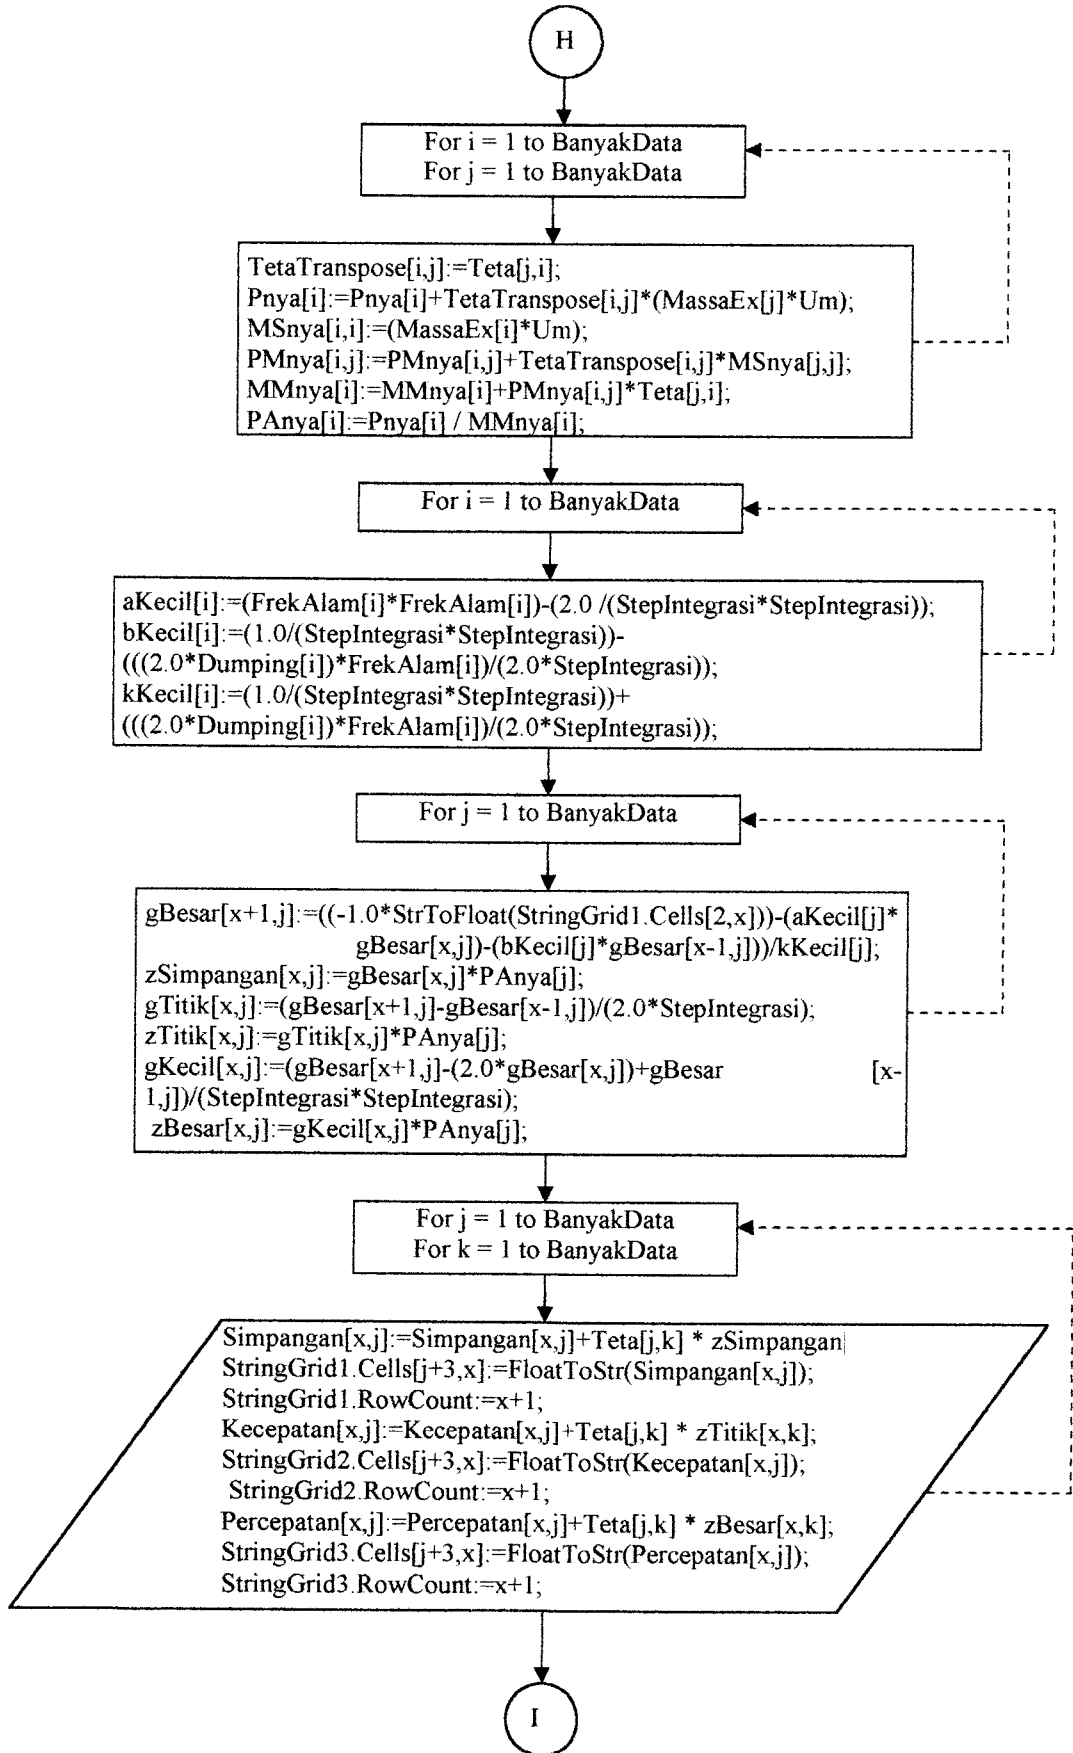 H
For i = 1 to BanyakData
For j = 1 to BanyakData
TetaTranspose[i,j]:=Teta[j,i];
Pnya[i]:=Pnya[i]+TetaTranspose[i,j]*(MassaEx[j]*Um);
MSnya[i,i]:=(MassaEx[i]*Um);
PMnya[i,j]:=PMnya[i,j]+TetaTranspose[i,j]*MSnya[j,j];
MMnya[i]:=MMnya[i]+PMnya[i,j]*Teta[j,i];
PAnya[i]:=Pnya[i] / MMnya[i];
For i = 1 to BanyakData
aKecil[i]:=(FrekAlam[i]*FrekAlam[i])-(2.0 /(StepIntegrasi*StepIntegrasi));
bKecil[i]:=(1.0/(StepIntegrasi*StepIntegrasi))-
(((2.0*Dumping[i])*FrekAlam[i])/(2.0*StepIntegrasi));
kKecil[i]:=(1.0/(StepIntegrasi*StepIntegrasi))+
(((2.0*Dumping[i])*FrekAlam[i])/(2.0*StepIntegrasi));
For j = 1 to BanyakData
gBesar[x+1,j]:=((-1.0*StrToFloat(StringGrid1.Cells[2,x]))-(aKecil[j]*
gBesar[x,j])-(bKecil[j]*gBesar[x-1,j]))/kKecil[j];
zSimpangan[x,j]:=gBesar[x,j]*PAnya[j];
gTitik[x,j]:=(gBesar[x+1,j]-gBesar[x-1,j])/(2.0*StepIntegrasi);
zTitik[x,j]:=gTitik[x,j]*PAnya[j];
gKecil[x,j]:=(gBesar[x+1,j]-(2.0*gBesar[x,j])+gBesar [x-
1,j])/(StepIntegrasi*StepIntegrasi);
zBesar[x,j]:=gKecil[x,j]*PAnya[j];
For j = 1 to BanyakData
For k = 1 to BanyakData
Simpangan[x,j]:=Simpangan[x,j]+Teta[j,k] * zSimpangan
StringGrid1.Cells[j+3,x]:=FloatToStr(Simpangan[x,j]);
StringGrid1.RowCount:=x+1;
Kecepatan[x,j]:=Kecepatan[x,j]+Teta[j,k] * zTitik[x,k];
StringGrid2.Cells[j+3,x]:=FloatToStr(Kecepatan[x,j]);
StringGrid2.RowCount:=x+1;
Percepatan[x,j]:=Percepatan[x,j]+Teta[j,k] * zBesar[x,k];
StringGrid3.Cells[j+3,x]:=FloatToStr(Percepatan[x,j]);
StringGrid3.RowCount:=x+1;
I